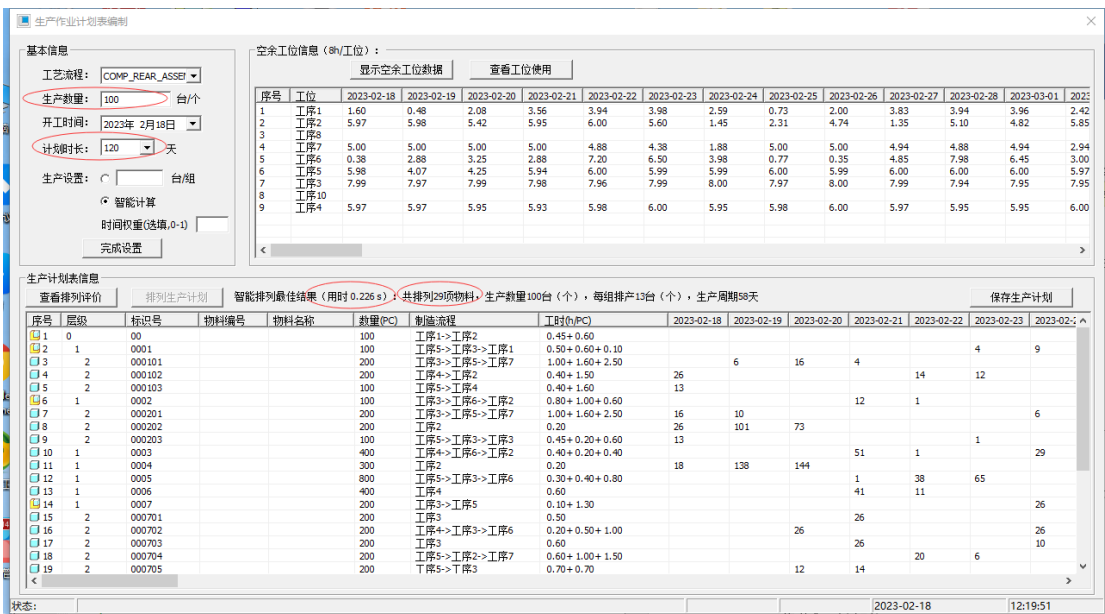 生产作业计划表编制
基本信息
工艺流程： COMP_REAR_ASSEM
生产数量： 100 台/个
开工时间： 2023年 2月18日
计划时长： 120 天
生产设置： 台/组
智能计算
时间权重(选填,0-1)
完成设置
空余工位信息（8h/工位）：
显示空余工位数据 查看工位使用
序号 工位 2023-02-18 2023-02-19 2023-02-20 2023-02-21 2023-02-22 2023-02-23 2023-02-24 2023-02-25 2023-02-26 2023-02-27 2023-02-28 2023-03-01 2023
1 工序1 1.60 0.48 2.08 3.56 3.94 3.98 2.59 0.73 2.00 3.83 3.94 3.96 2.42
2 工序2 5.97 5.98 5.42 5.95 6.00 5.60 1.45 2.31 4.74 1.35 5.10 4.82 5.85
3 工序8
4 工序7 5.00 5.00 5.00 5.00 4.88 4.38 1.88 5.00 5.00 4.94 4.88 4.94 2.94
5 工序6 0.38 2.88 3.25 2.88 7.20 6.50 3.98 0.77 0.35 4.85 7.98 6.45 3.00
6 工序5 5.98 4.07 4.25 5.94 6.00 5.99 5.99 6.00 5.99 6.00 6.00 6.00 6.00
7 工序3 7.99 7.97 7.99 7.98 7.96 7.99 8.00 7.97 8.00 7.99 7.94 7.95 7.95
8 工序10
9 工序4 5.97 5.97 5.95 5.93 5.98 6.00 5.95 5.98 6.00 5.97 5.95 5.95 6.00
生产计划表信息
查看排列评价 排列生产计划 智能排列最佳结果（用时 0.226 s）：共排列29项物料，生产数量100台（个），每组排产13台（个），生产周期58天 保存生产计划
序号 层级 标识号 物料编号 物料名称 数量(PC) 制造流程 工时(h/PC) 2023-02-18 2023-02-19 2023-02-20 2023-02-21 2023-02-22 2023-02-23 2023-02-2
1 0 00 100 工序1->工序2 0.45+0.60
2 1 0001 100 工序5->工序3->工序1 0.50+0.60+0.10 4 9
3 2 000101 200 工序3->工序5->工序7 1.00+1.60+2.50 6 16 4
4 2 000102 200 工序4->工序2 0.40+1.50 26 14 12
5 2 000103 100 工序5->工序4 0.40+1.60 13
6 1 0002 100 工序3->工序6->工序2 0.80+1.00+0.60 12 1
7 2 000201 200 工序3->工序5->工序7 1.00+1.60+2.50 16 10 6
8 2 000202 200 工序2 0.20 26 101 73
9 2 000203 100 工序5->工序3->工序3 0.45+0.20+0.60 13 1
10 1 0003 400 工序4->工序6->工序2 0.40+0.20+0.40 51 1 29
11 1 0004 300 工序2 0.20 18 138 144
12 1 0005 800 工序5->工序3->工序6 0.30+0.40+0.80 1 38 65
13 1 0006 400 工序4 0.60 41 11
14 1 0007 200 工序3->工序5 0.10+1.30 26
15 2 000701 200 工序3 0.50 26
16 2 000702 200 工序4->工序3->工序6 0.20+0.50+1.00 26 26
17 2 000703 200 工序3 0.60 26 10
18 2 000704 200 工序5->工序2->工序7 0.60+1.00+1.50 20 6
19 2 000705 200 工序5->工序3 0.70+0.70 12 14
状态： 2023-02-18 12:19:51